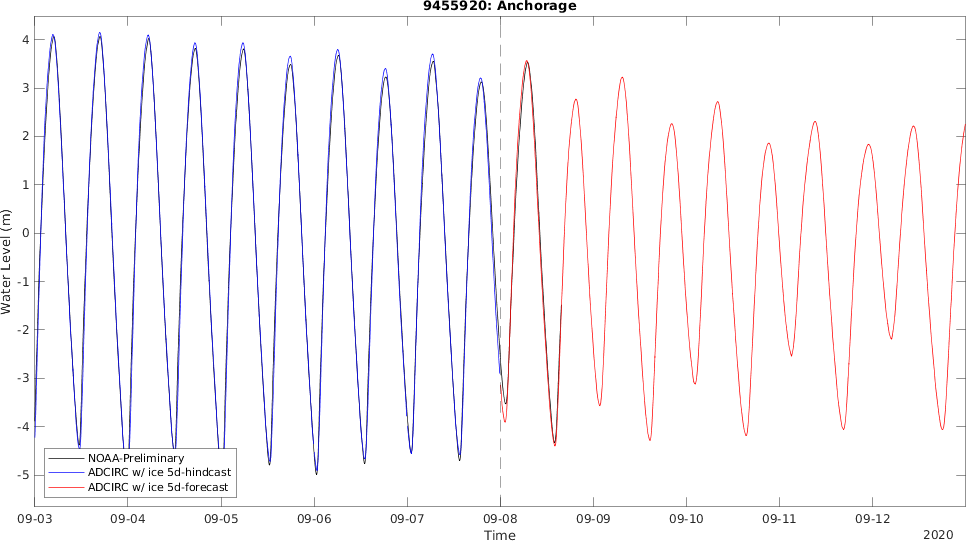 9455920: Anchorage
Water Level (m)
4
3
2
1
0
-1
-2
-3
-4
-5
NOAA-Preliminary
ADCIRC w/ ice 5d-hindcast
ADCIRC w/ ice 5d-forecast
09-03 09-04 09-05 09-06 09-07 09-08 09-09 09-10 09-11 09-12
Time
2020